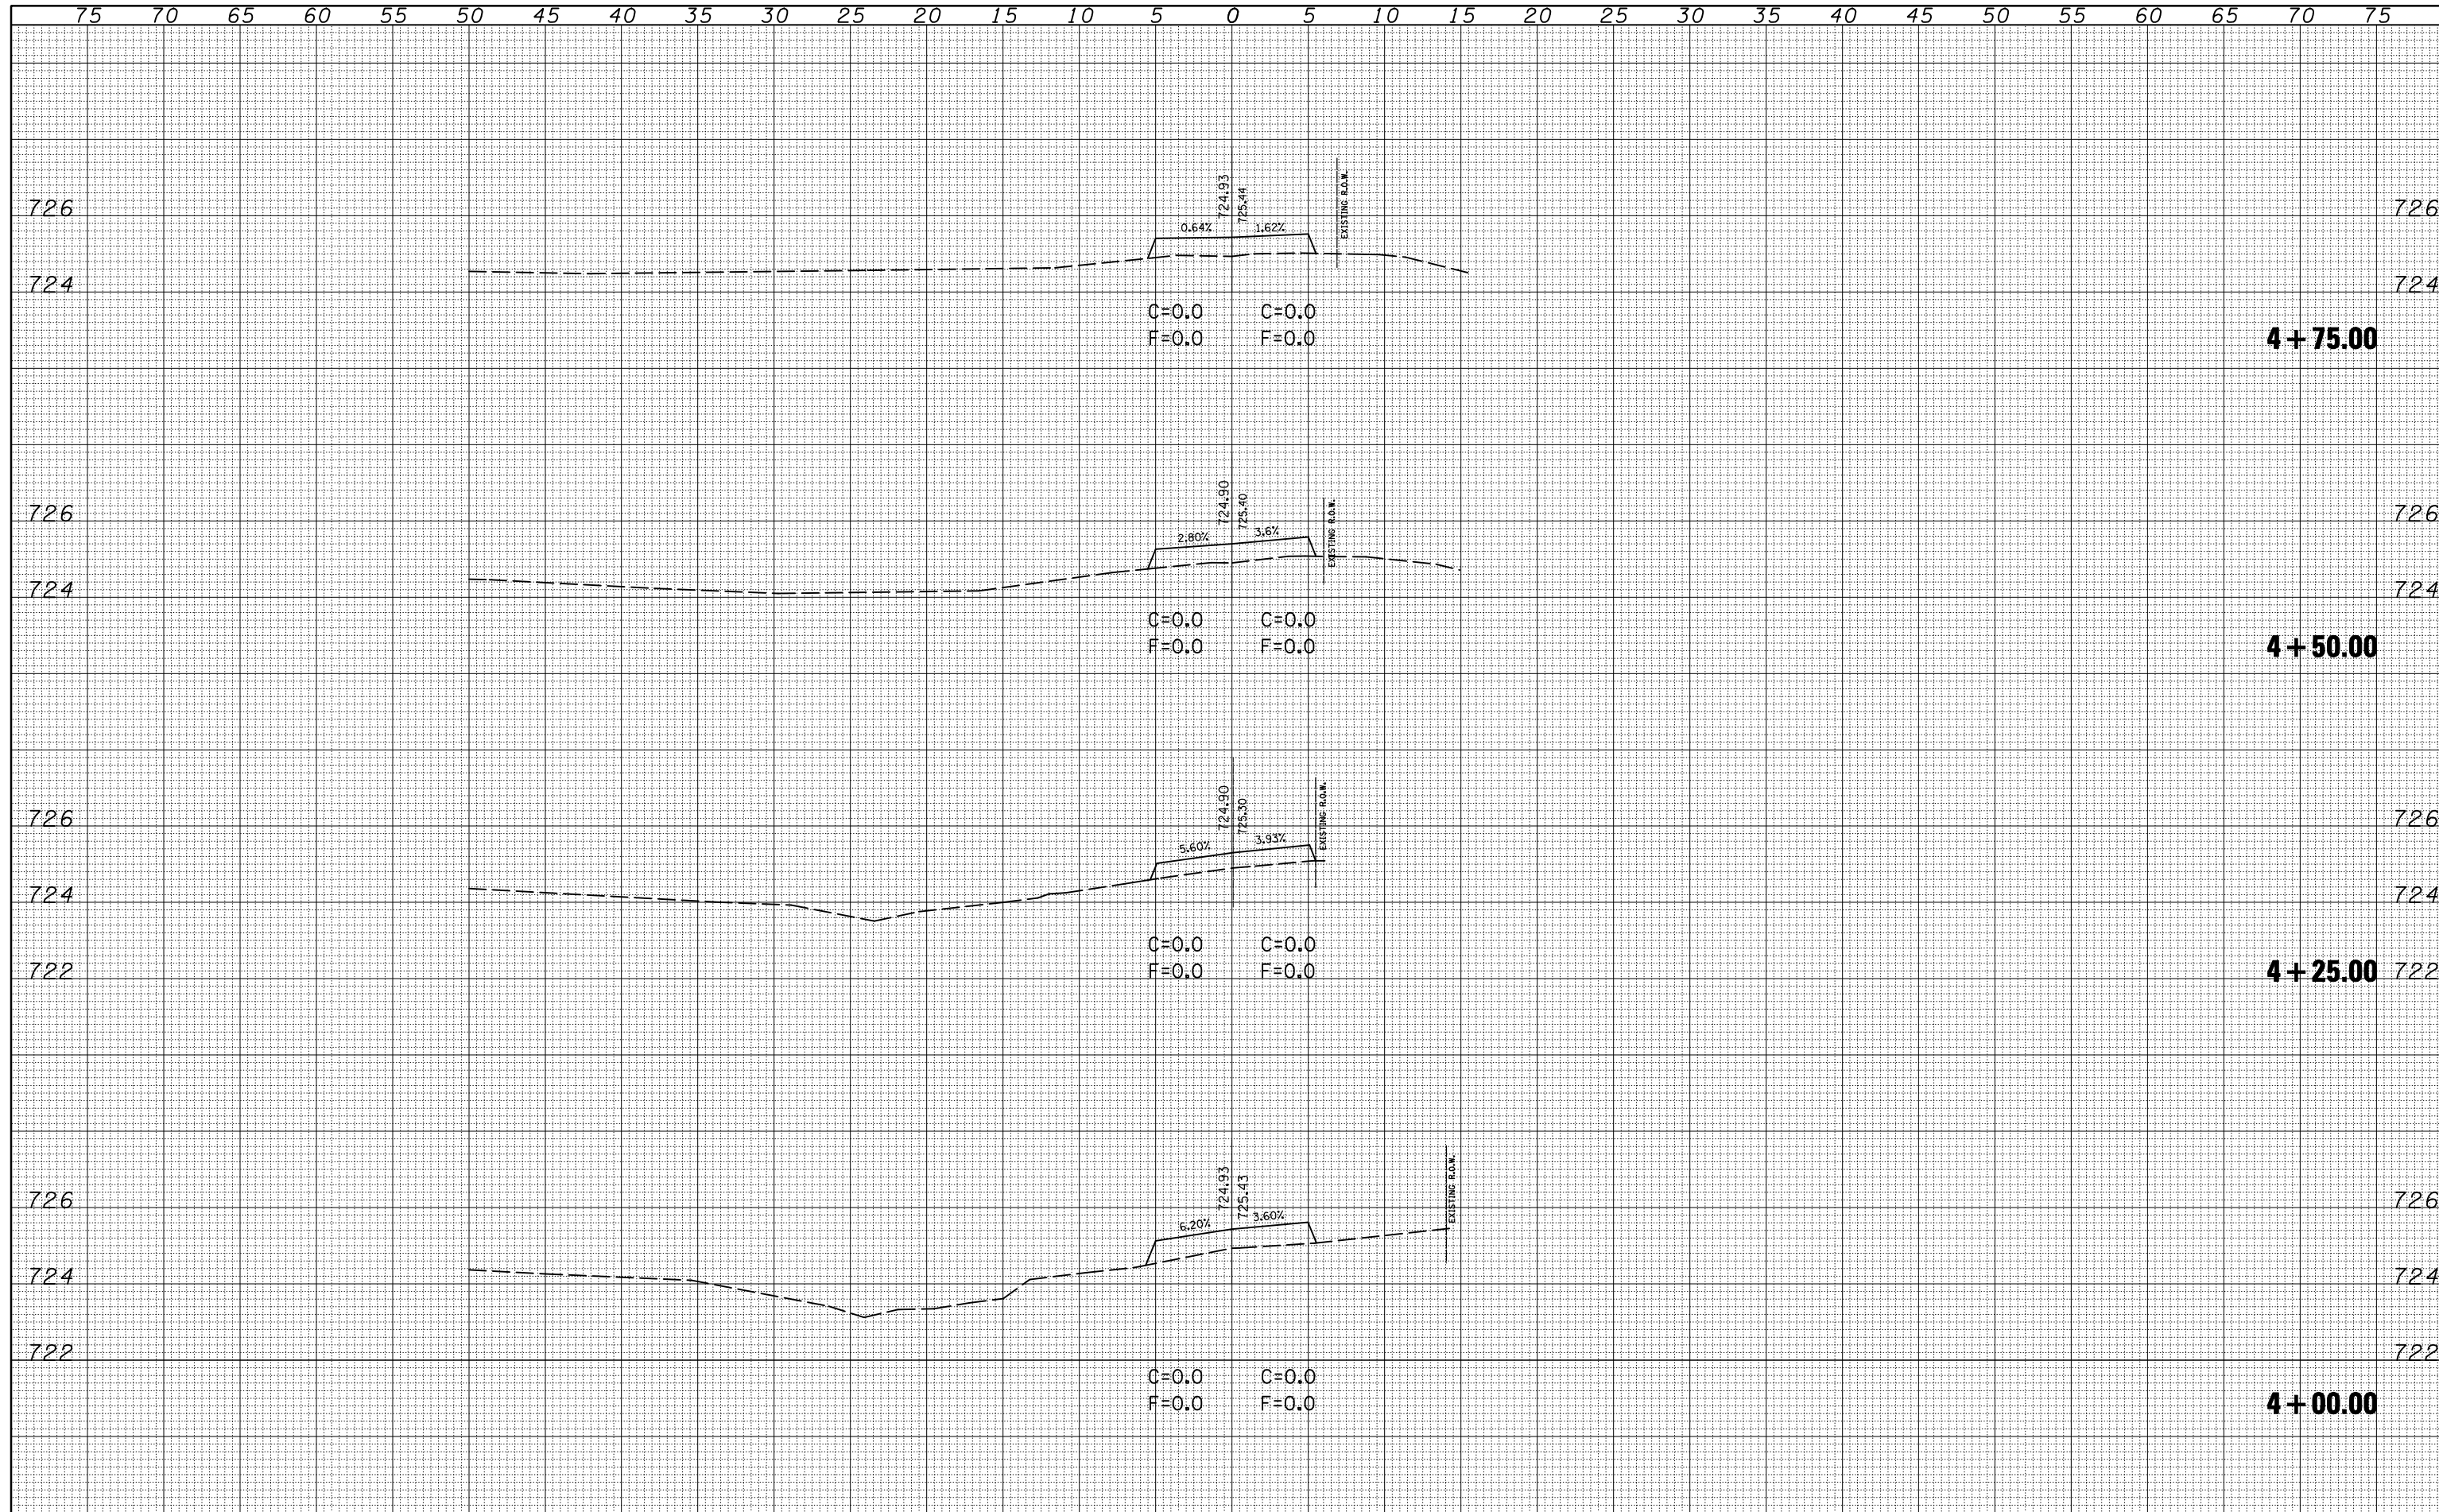 75 70 65 60 55 50 45 40 35 30 25 20 15 10 5 0 5 10 15 20 25 30 35 40 45 50 55 60 65 70 75
724.93
725.44
EXISTING R.O.W.
726 726
0.64% 1.62%
724 724
C=0.0 C=0.0
F=0.0 F=0.0
4+75.00
724.90
725.40
EXISTING R.O.W.
726 726
2.80% 3.6%
724 724
C=0.0 C=0.0
F=0.0 F=0.0
4+50.00
724.90
725.30
EXISTING R.O.W.
726 726
5.60% 3.93%
724 724
C=0.0 C=0.0
F=0.0 F=0.0
722 4+25.00 722
724.93
725.43
EXISTING R.O.W.
726 726
6.20% 3.60%
724 724
722 722
C=0.0 C=0.0
F=0.0 F=0.0
4+00.00